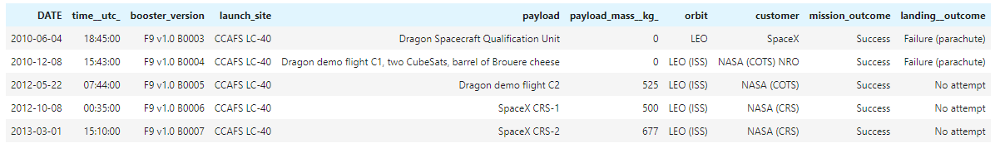 DATE time__utc_ booster_version launch_site payload payload_mass__kg_ orbit customer mission_outcome landing__outcome
2010-06-04 18:45:00 F9 v1.0 B0003 CCAFS LC-40 Dragon Spacecraft Qualification Unit 0 LEO SpaceX Success Failure (parachute)
2010-12-08 15:43:00 F9 v1.0 B0004 CCAFS LC-40 Dragon demo flight C1, two CubeSats, barrel of Brouere cheese 0 LEO (ISS) NASA (COTS) NRO Success Failure (parachute)
2012-05-22 07:44:00 F9 v1.0 B0005 CCAFS LC-40 Dragon demo flight C2 525 LEO (ISS) NASA (COTS) Success No attempt
2012-10-08 00:35:00 F9 v1.0 B0006 CCAFS LC-40 SpaceX CRS-1 500 LEO (ISS) NASA (CRS) Success No attempt
2013-03-01 15:10:00 F9 v1.0 B0007 CCAFS LC-40 SpaceX CRS-2 677 LEO (ISS) NASA (CRS) Success No attempt